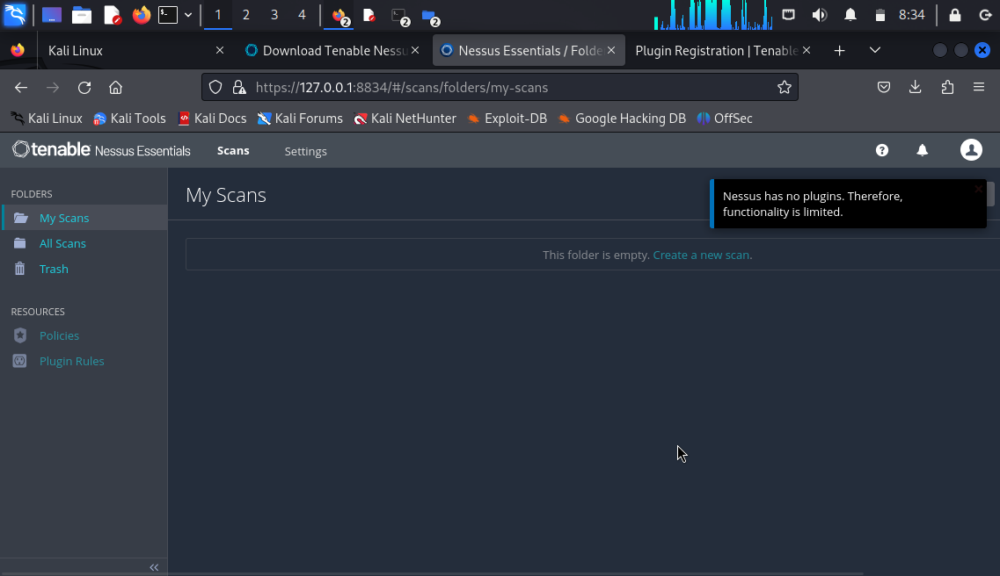 1 2 3 4 2 2 2 8:34
Kali Linux Download Tenable Nessu Nessus Essentials / Folde Plugin Registration | Tenable
https://127.0.0.1:8834/#/scans/folders/my-scans
Kali Linux Kali Tools Kali Docs Kali Forums Kali NetHunter Exploit-DB Google Hacking DB OffSec
tenable Nessus Essentials Scans Settings
FOLDERS
My Scans
All Scans
Trash
RESOURCES
Policies
Plugin Rules
My Scans
Nessus has no plugins. Therefore,
functionality is limited.
This folder is empty. Create a new scan.